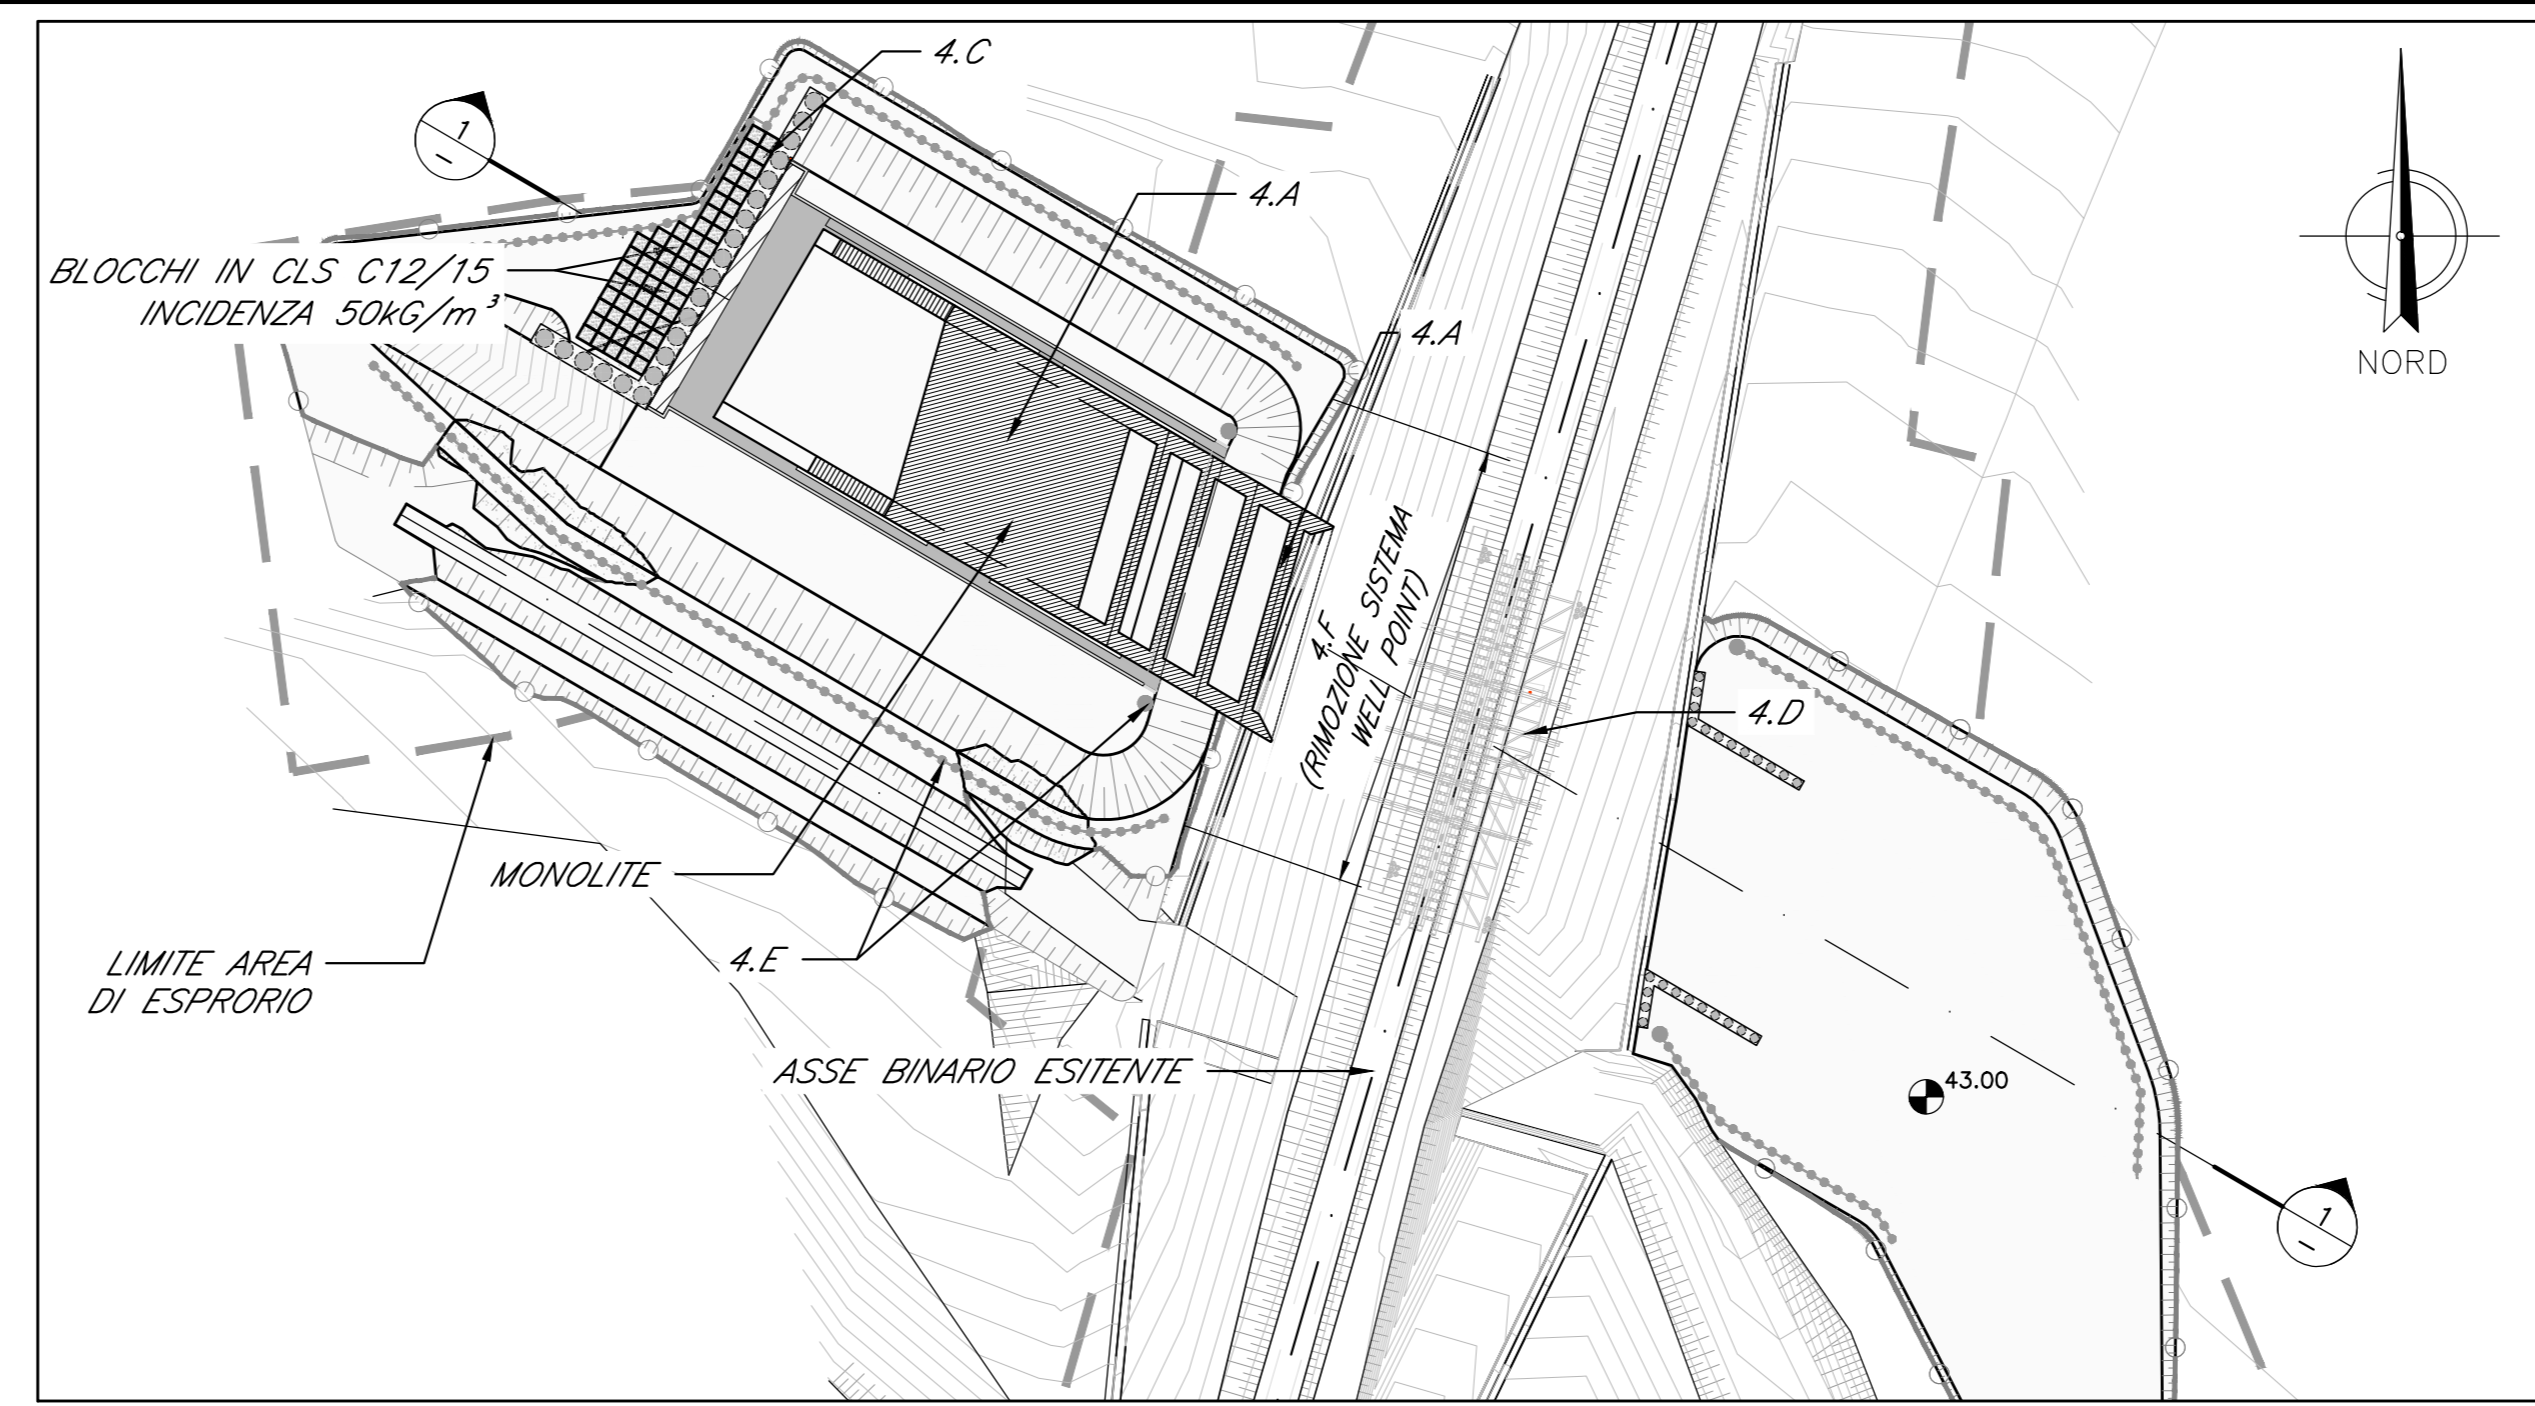 4.C
1
4.A
BLOCCHI IN CLS C12/15
INCIDENZA 50kG/m³
4.A
NORD
4.F
(RIMOZIONE SISTEMA
WELL POINT)
4.D
MONOLITE
4.E
LIMITE AREA
DI ESPRORIO
ASSE BINARIO ESITENTE
43.00
1